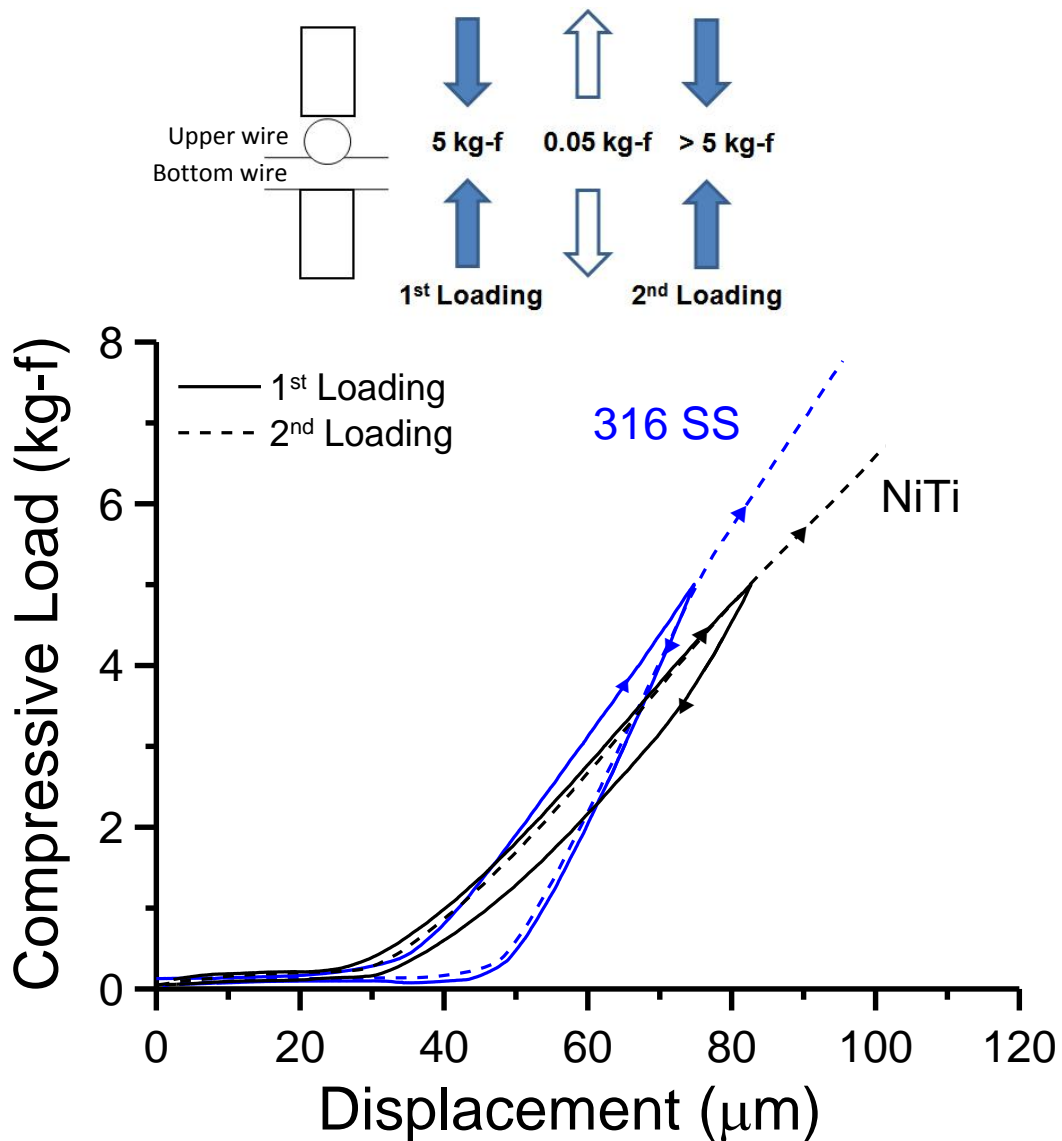 Upper wire
Bottom wire
5 kg-f 0.05 kg-f > 5 kg-f
1st Loading 2nd Loading
8
6
4
2
0
Compressive Load (kg-f)
1st Loading
2nd Loading
316 SS
NiTi
0 20 40 60 80 100 120
Displacement (μm)